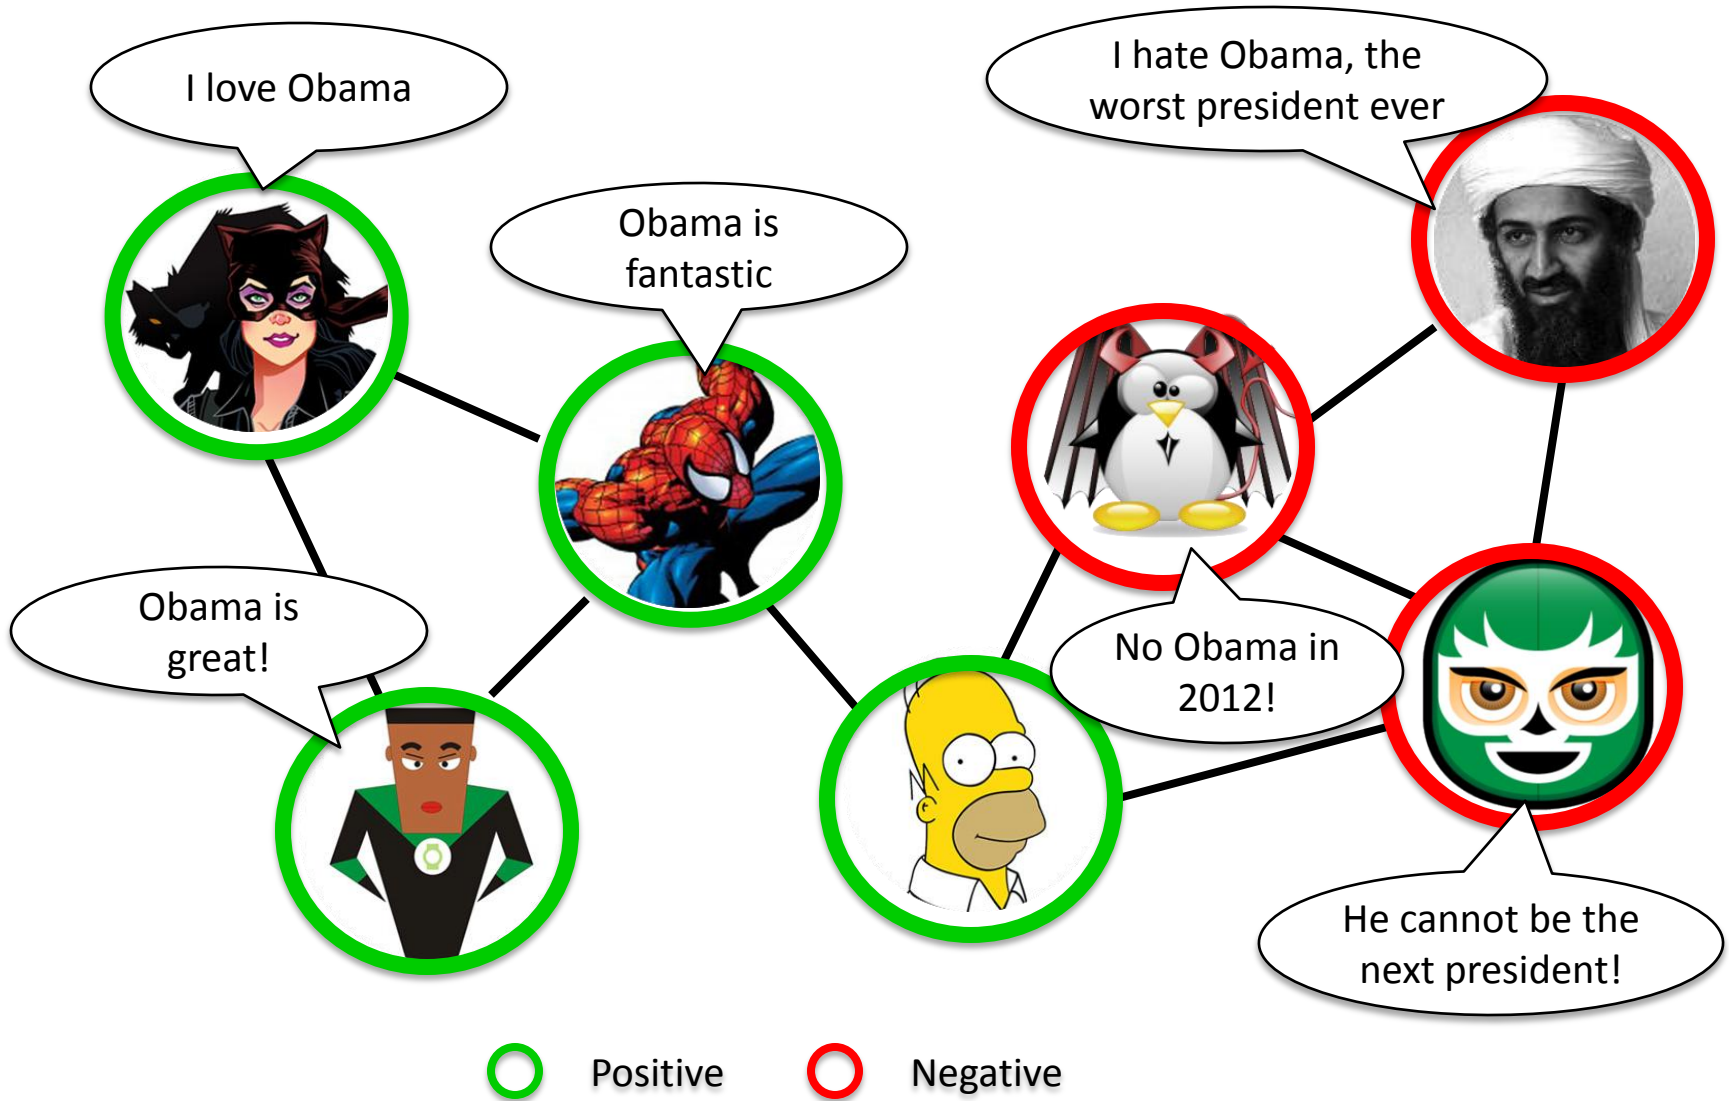 I love Obama
I hate Obama, the
worst president ever
Obama is
fantastic
Obama is
great!
No Obama in
2012!
He cannot be the
next president!
Positive
Negative